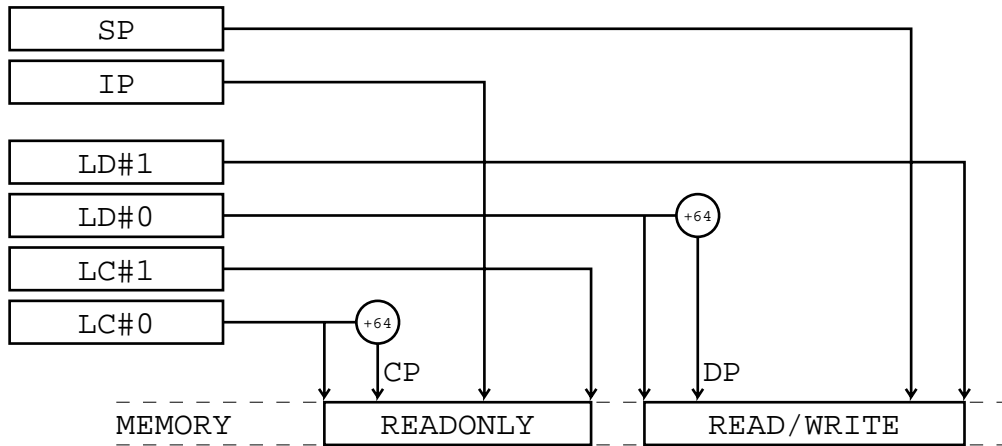 SP
IP
LD#1
LD#0
+64
LC#1
LC#0
+64
CP
DP
MEMORY
READONLY
READ/WRITE